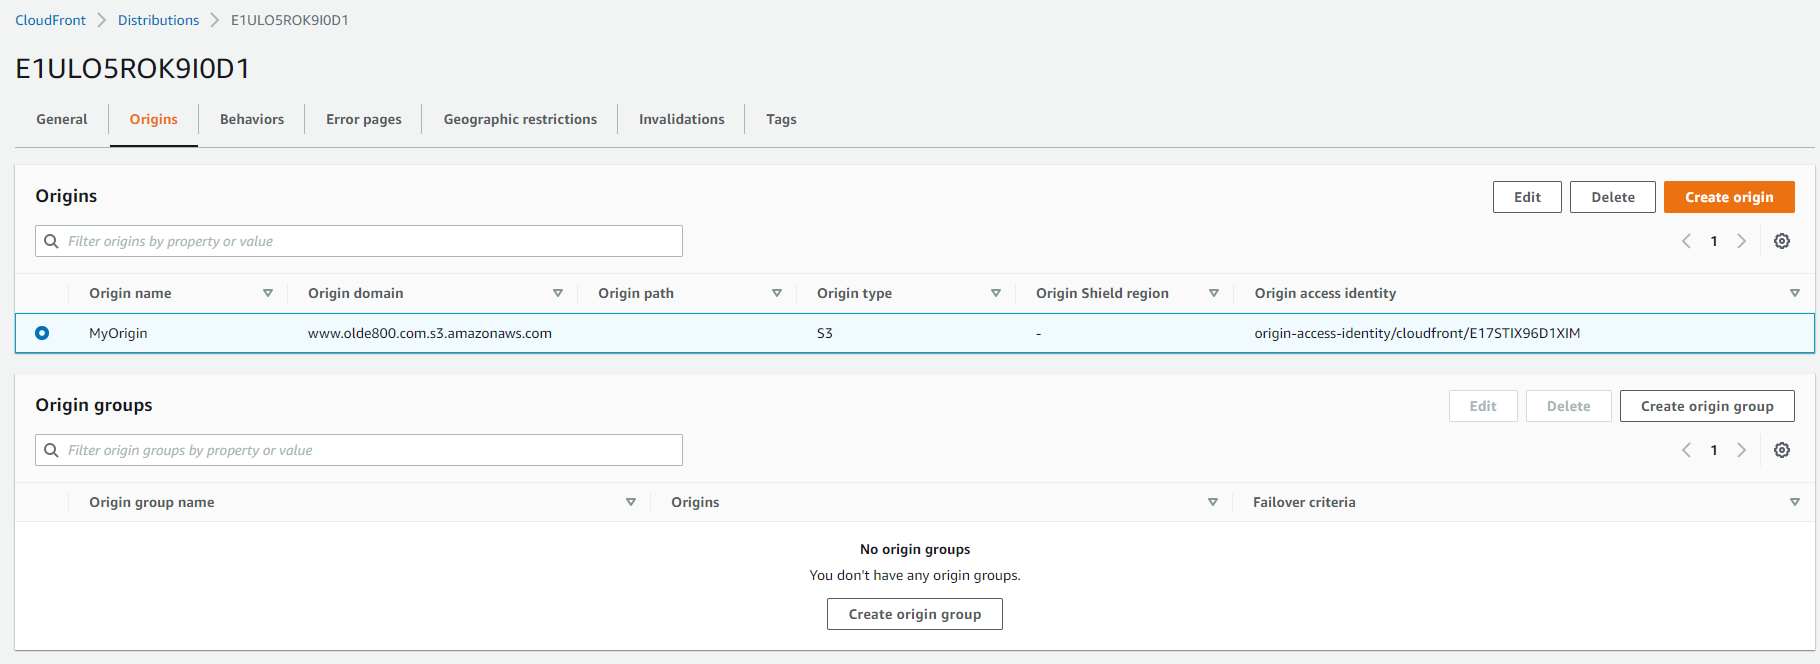 CloudFront > Distributions > E1ULO5ROK9I0D1
E1ULO5ROK9I0D1
General Origins Behaviors Error pages Geographic restrictions Invalidations Tags
Origins Edit Delete Create origin
Filter origins by property or value 1
Origin name Origin domain Origin path Origin type Origin Shield region Origin access identity
MyOrigin www.olde800.com.s3.amazonaws.com S3 - origin-access-identity/cloudfront/E17STIX96D1XIM
Origin groups Edit Delete Create origin group
Filter origin groups by property or value 1
Origin group name Origins Failover criteria
No origin groups
You don't have any origin groups.
Create origin group